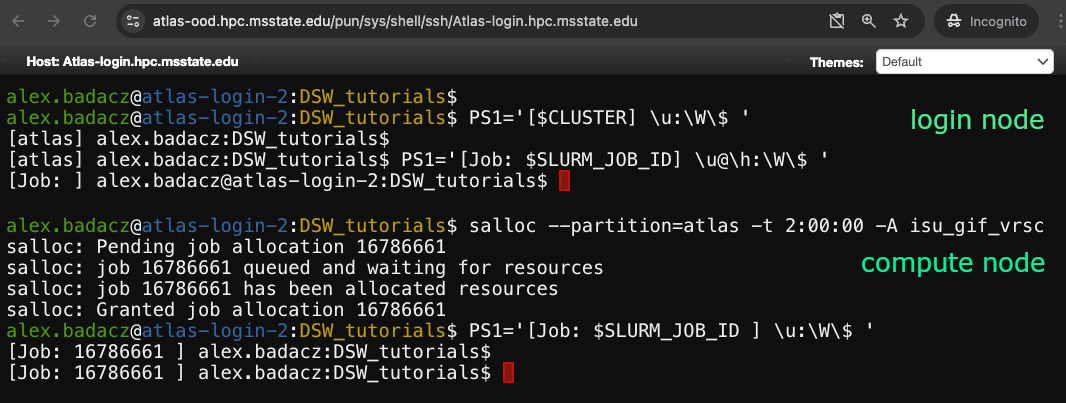 atlas-ood.hpc.msstate.edu/pun/sys/shell/ssh/Atlas-login.hpc.msstate.edu
Incognito
Host: Atlas-login.hpc.msstate.edu
Themes: Default
alex.badacz@atlas-login-2:DSW_tutorials$
alex.badacz@atlas-login-2:DSW_tutorials$ PS1='[$CLUSTER] \u:\W\$ '
login node
[atlas] alex.badacz:DSW_tutorials$
[atlas] alex.badacz:DSW_tutorials$ PS1='[Job: $SLURM_JOB_ID] \u@\h:\W\$ '
[Job: ] alex.badacz@atlas-login-2:DSW_tutorials$
alex.badacz@atlas-login-2:DSW_tutorials$ salloc --partition=atlas -t 2:00:00 -A isu_gif_vrsc
salloc: Pending job allocation 16786661
salloc: job 16786661 queued and waiting for resources
compute node
salloc: job 16786661 has been allocated resources
salloc: Granted job allocation 16786661
alex.badacz@atlas-login-2:DSW_tutorials$ PS1='[Job: $SLURM_JOB_ID ] \u:\W\$ '
[Job: 16786661 ] alex.badacz:DSW_tutorials$
[Job: 16786661 ] alex.badacz:DSW_tutorials$